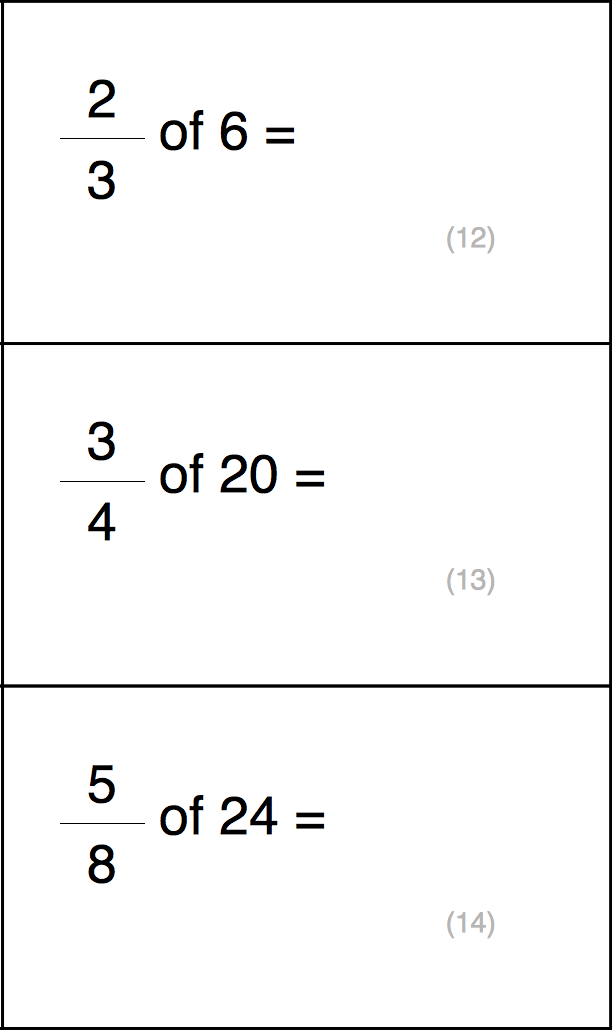 2
3 of 6 =
(12)
3
4 of 20 =
(13)
5
8 of 24 =
(14)